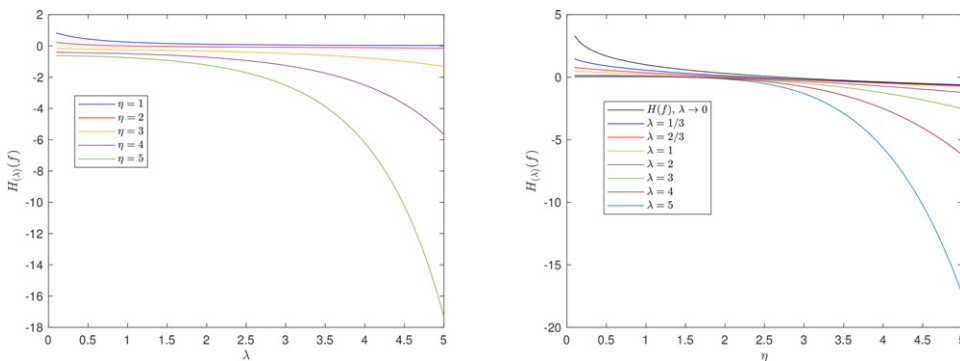 2
0
-2
-4
-6
-8
-10
-12
-14
-16
-18
0 0.5 1 1.5 2 2.5 3 3.5 4 4.5 5
λ
H(λ)(f)
η = 1
η = 2
η = 3
η = 4
η = 5
5
0
-5
-10
-15
-20
0 0.5 1 1.5 2 2.5 3 3.5 4 4.5 5
η
H(λ)(f)
H(f), λ → 0
λ = 1/3
λ = 2/3
λ = 1
λ = 2
λ = 3
λ = 4
λ = 5